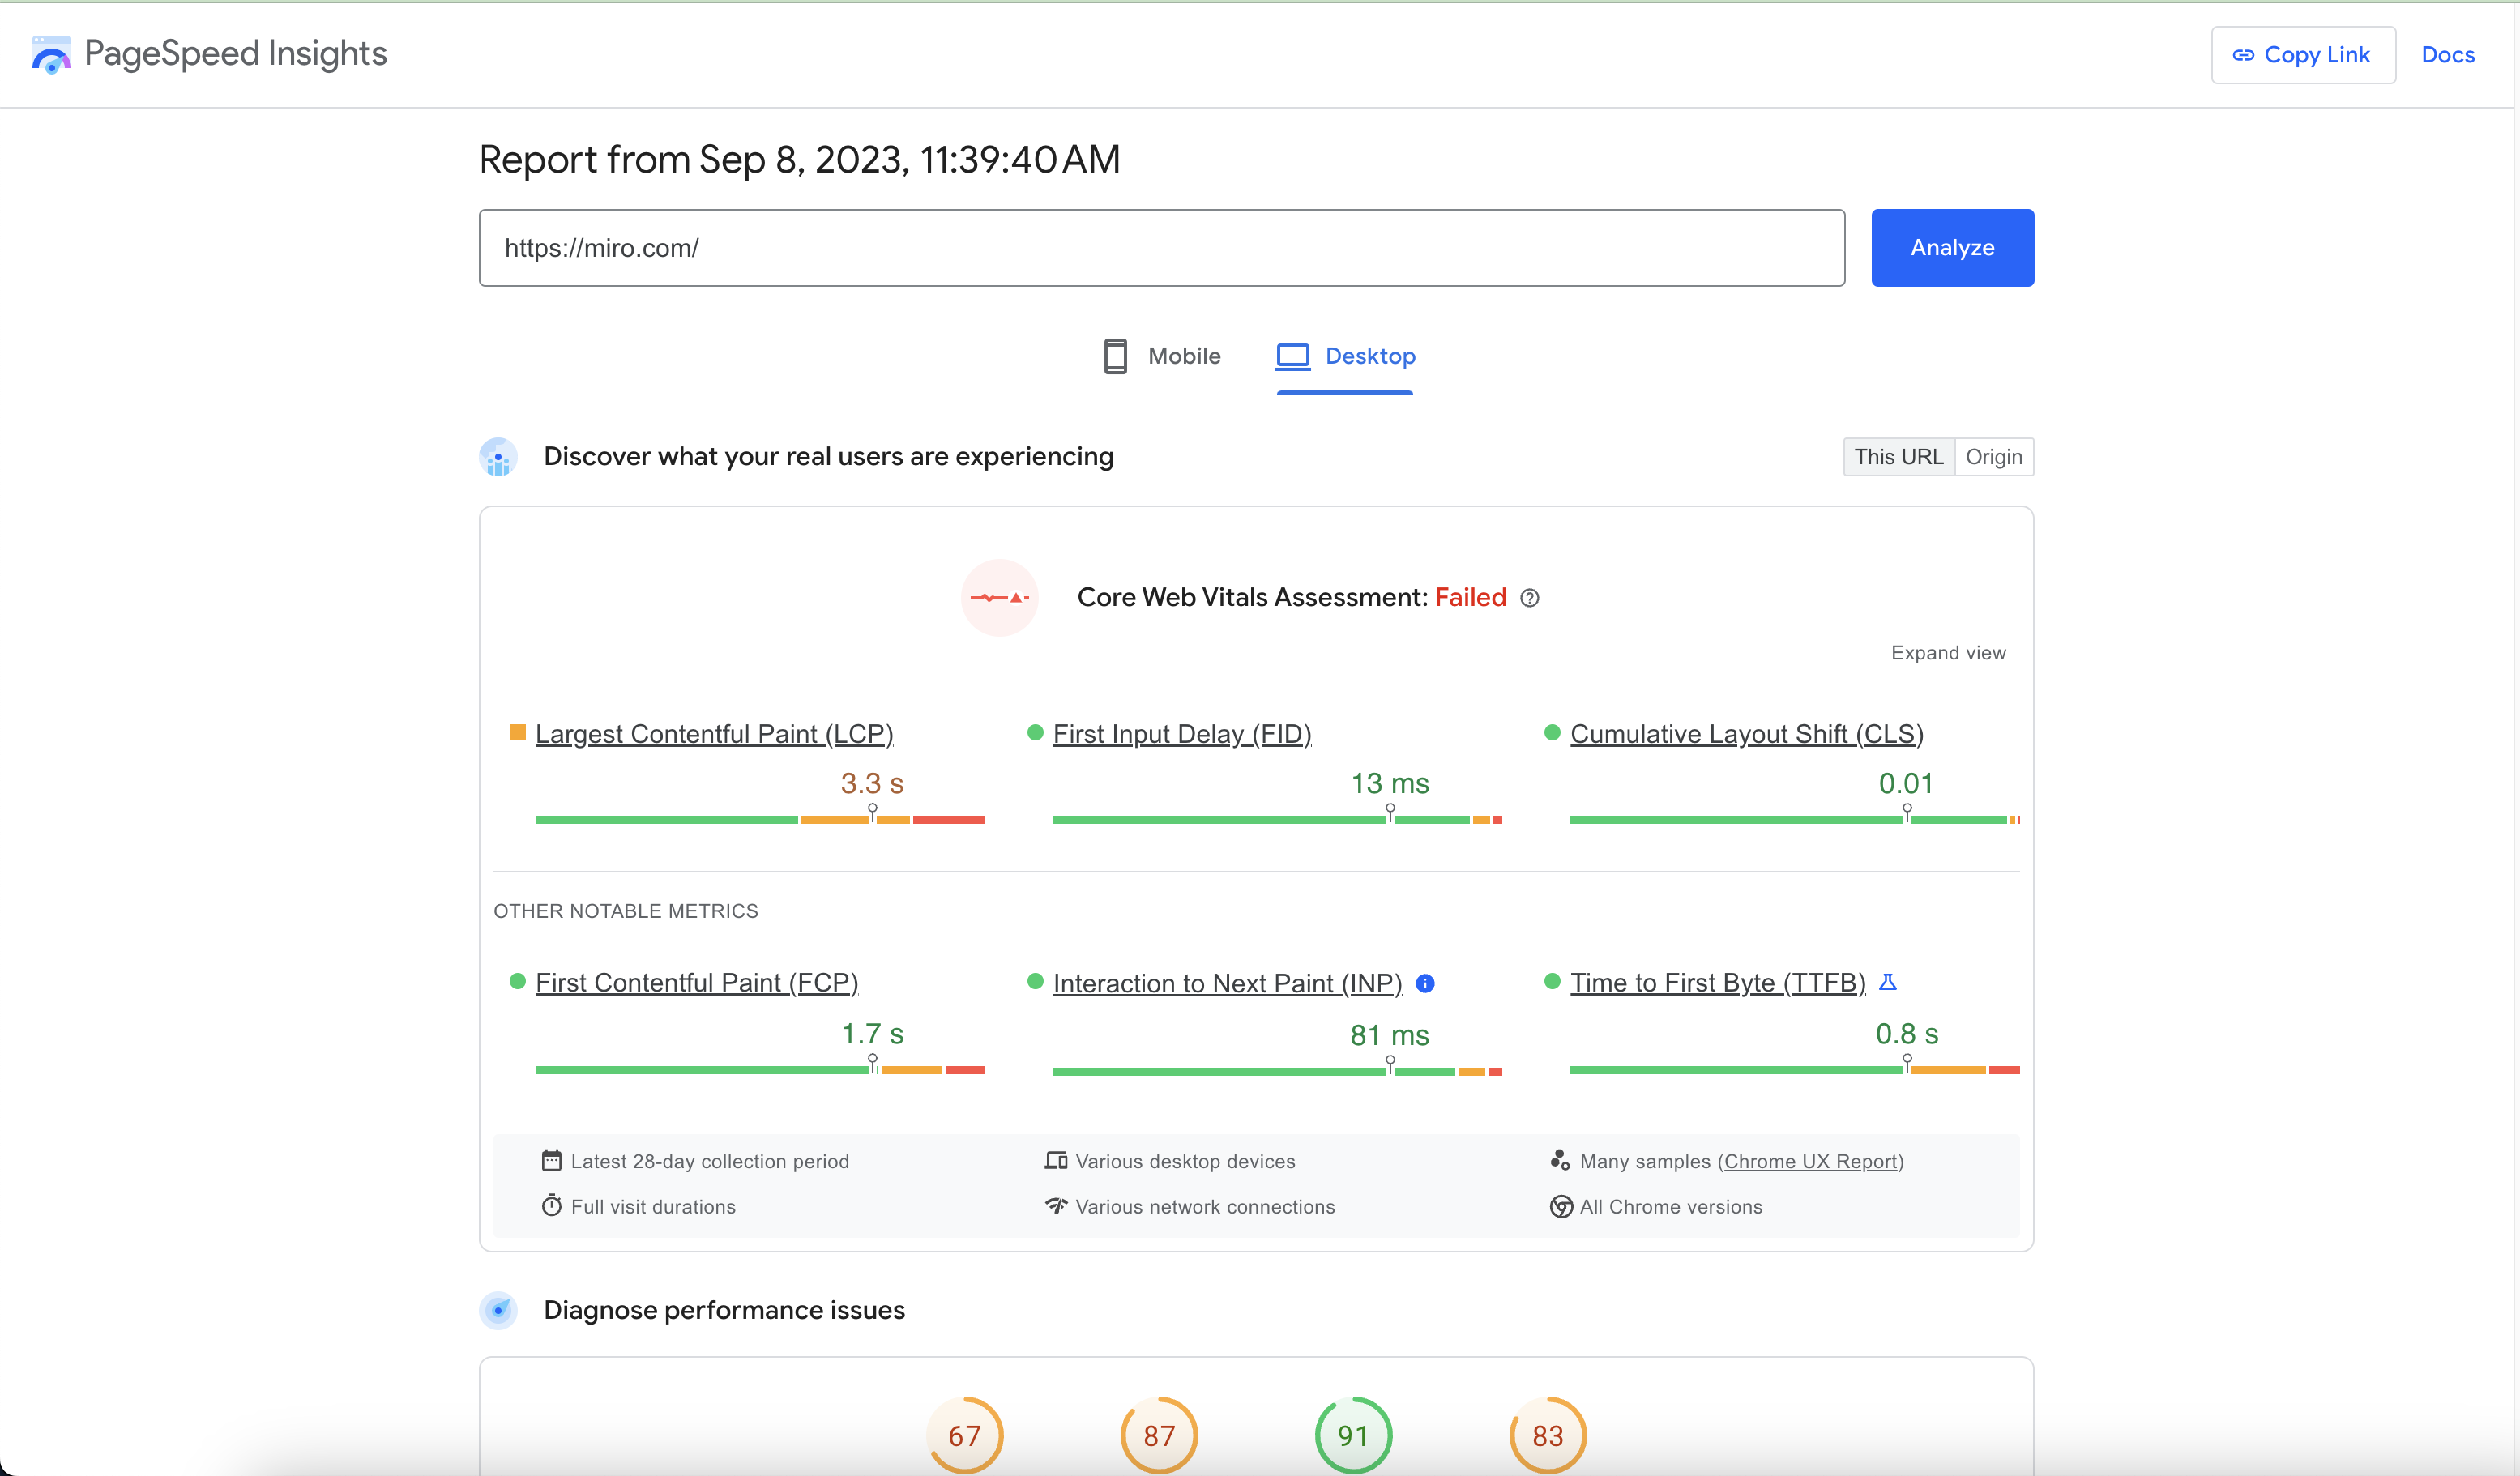 PageSpeed Insights
Copy Link
Docs
Report from Sep 8, 2023, 11:39:40 AM
https://miro.com/
Analyze
Mobile
Desktop
Discover what your real users are experiencing
This URL
Origin
Core Web Vitals Assessment: Failed
Expand view
Largest Contentful Paint (LCP)
3.3 s
First Input Delay (FID)
13 ms
Cumulative Layout Shift (CLS)
0.01
OTHER NOTABLE METRICS
First Contentful Paint (FCP)
1.7 s
Interaction to Next Paint (INP)
81 ms
Time to First Byte (TTFB)
0.8 s
Latest 28-day collection period
Various desktop devices
Many samples (Chrome UX Report)
Full visit durations
Various network connections
All Chrome versions
Diagnose performance issues
67
87
91
83